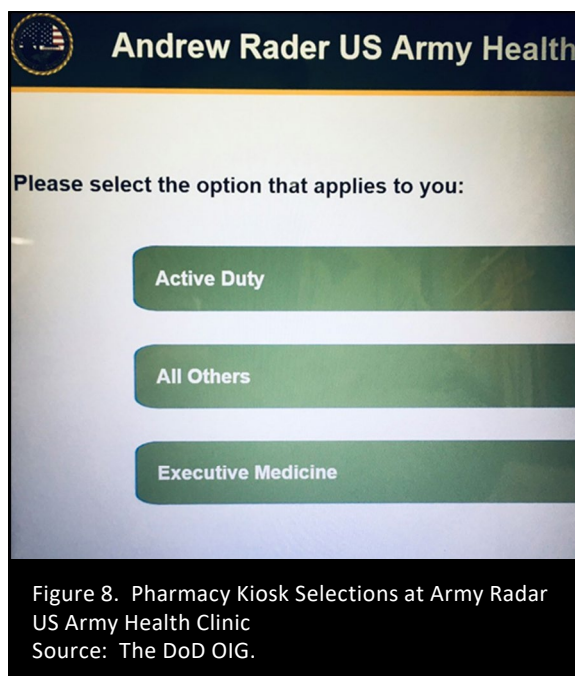 Andrew Rader US Army Health
Please select the option that applies to you:
Active Duty
All Others
Executive Medicine
Figure 8.  Pharmacy Kiosk Selections at Army Radar
US Army Health Clinic
Source:  The DoD OIG.